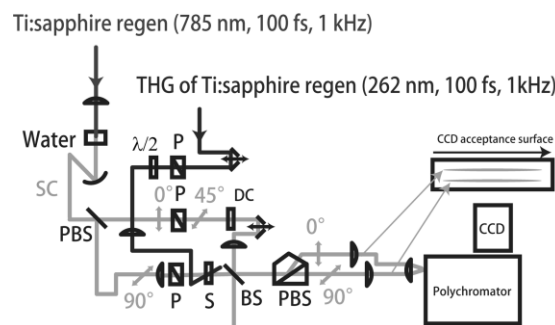 Ti:sapphire regen (785 nm, 100 fs, 1 kHz)
THG of Ti:sapphire regen (262 nm, 100 fs, 1kHz)
CCD acceptance surface
Water
λ/2
P
SC
0°
P
45°
DC
PBS
0°
CCD
90°
P
S
BS
PBS
90°
Polychromator